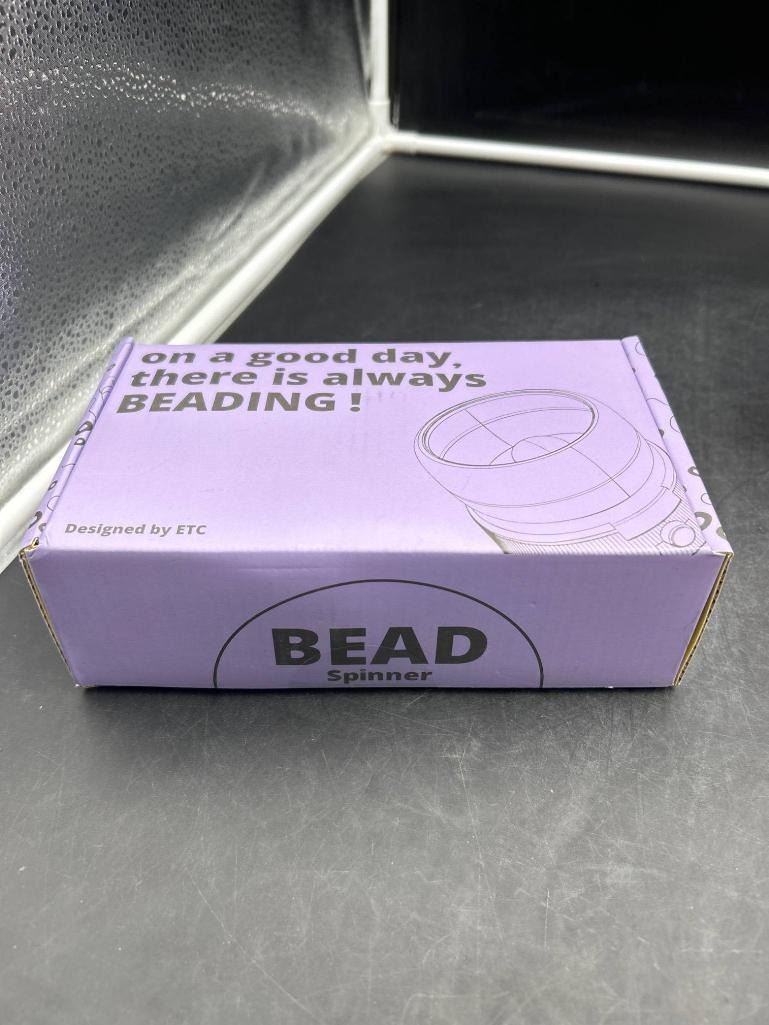 on a good day,
there is always
BEADING !
Designed by ETC
BEAD
Spinner